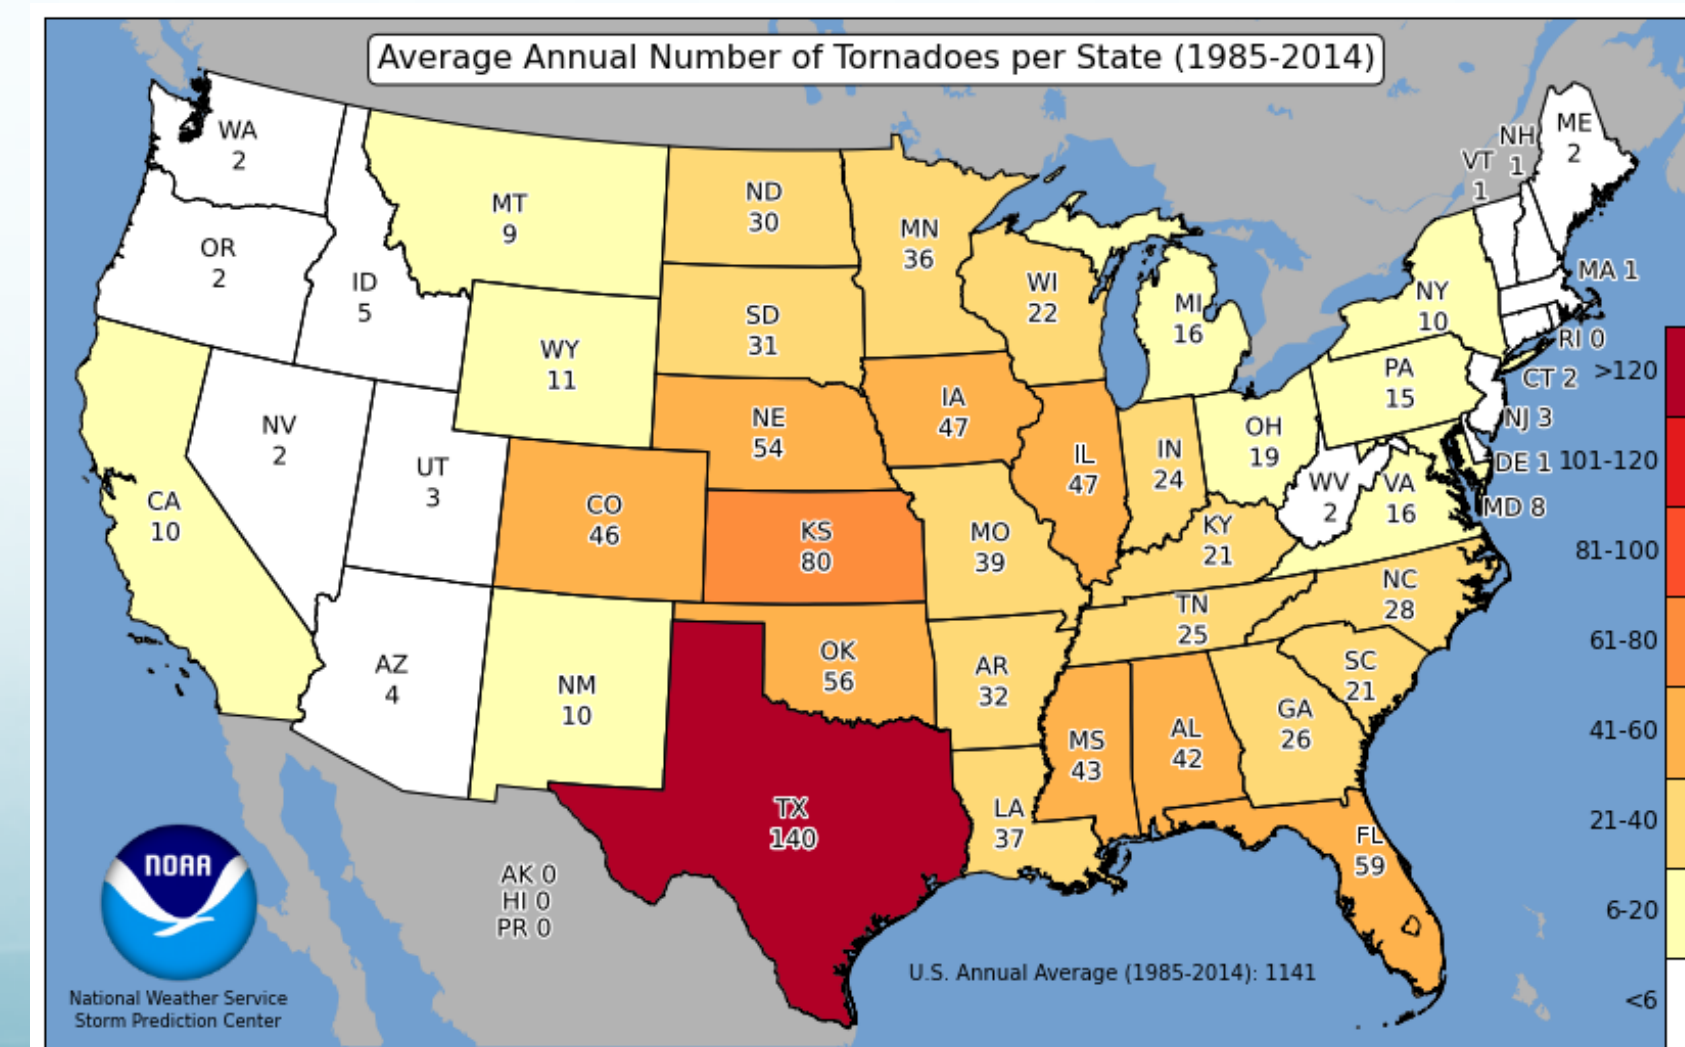 Average Annual Number of Tornadoes per State (1985-2014)
WA
2
OR
2
ID
5
MT
9
WY
11
CA
10
NV
2
UT
3
AZ
4
CO
46
NM
10
ND
30
SD
31
NE
54
KS
80
OK
56
TX
140
MN
36
IA
47
MO
39
AR
32
LA
37
WI
22
IL
47
MI
16
IN
24
OH
19
KY
21
TN
25
MS
43
AL
42
GA
26
FL
59
SC
21
NC
28
VA
16
WV
2
PA
15
NY
10
VT
1
NH
1
ME
2
MA 1
RI 0
CT 2
NJ 3
DE 1
MD 8
AK 0
HI 0
PR 0
>120
101-120
81-100
61-80
41-60
21-40
6-20
<6
U.S. Annual Average (1985-2014): 1141
NOAA
National Weather Service
Storm Prediction Center